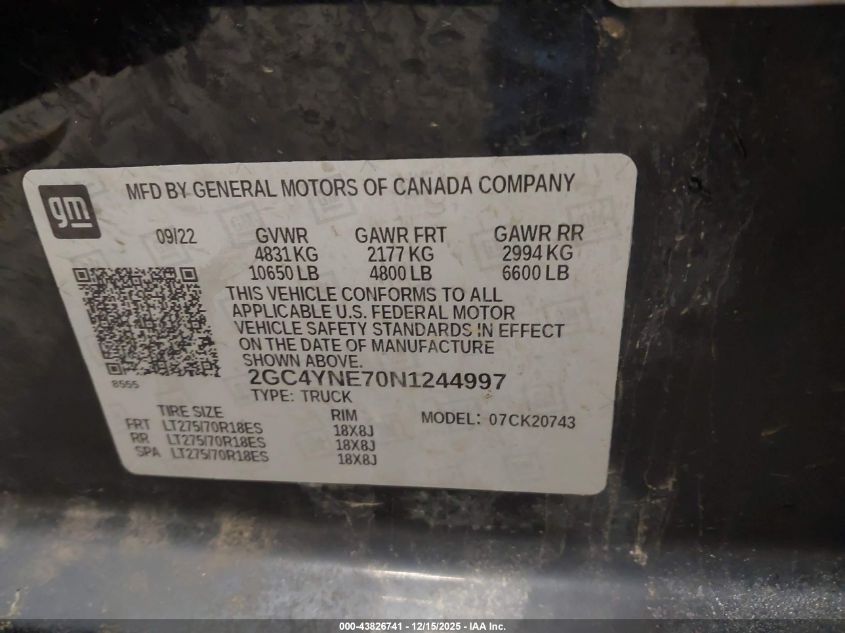 gm
MFD BY GENERAL MOTORS OF CANADA COMPANY
09/22 GVWR GAWR FRT GAWR RR
4831 KG 2177 KG 2994 KG
10650 LB 4800 LB 6600 LB
THIS VEHICLE CONFORMS TO ALL
APPLICABLE U.S. FEDERAL MOTOR
VEHICLE SAFETY STANDARDS IN EFFECT
ON THE DATE OF MANUFACTURE
SHOWN ABOVE.
8555
2GC4YNE70N1244997
TYPE: TRUCK
TIRE SIZE RIM MODEL: 07CK20743
FRT LT275/70R18ES 18X8J
RR LT275/70R18ES 18X8J
SPA LT275/70R18ES 18X8J
000-43826741 - 12/15/2025 - IAA Inc.